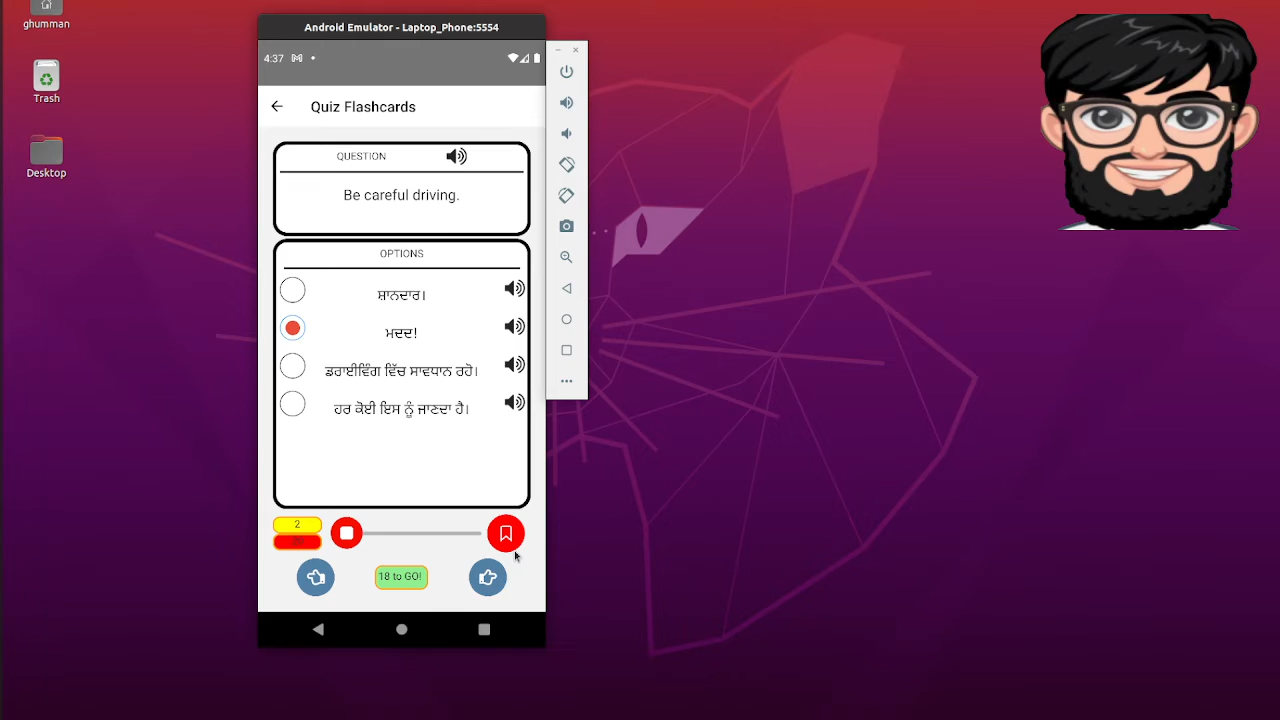 ghumman
Trash
Desktop
Android Emulator - Laptop_Phone:5554
4:37
Quiz Flashcards
QUESTION
Be careful driving.
OPTIONS
ਸ਼ਾਨਦਾਰ।
ਮਦਦ!
ਡਰਾਈਵਿੰਗ ਵਿੱਚ ਸਾਵਧਾਨ ਰਹੋ।
ਹਰ ਕੋਈ ਇਸ ਨੂੰ ਜਾਣਦਾ ਹੈ।
2
18 to GO!